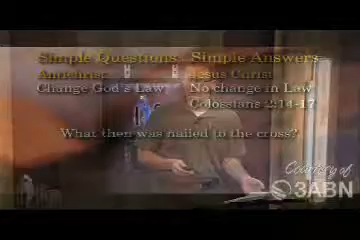 Simple Questions, Simple Answers
Antichrist Jesus Christ
Change God's Law No change in Law
Colossians 2:14-17
What then was nailed to the cross?
Courtesy of
3ABN